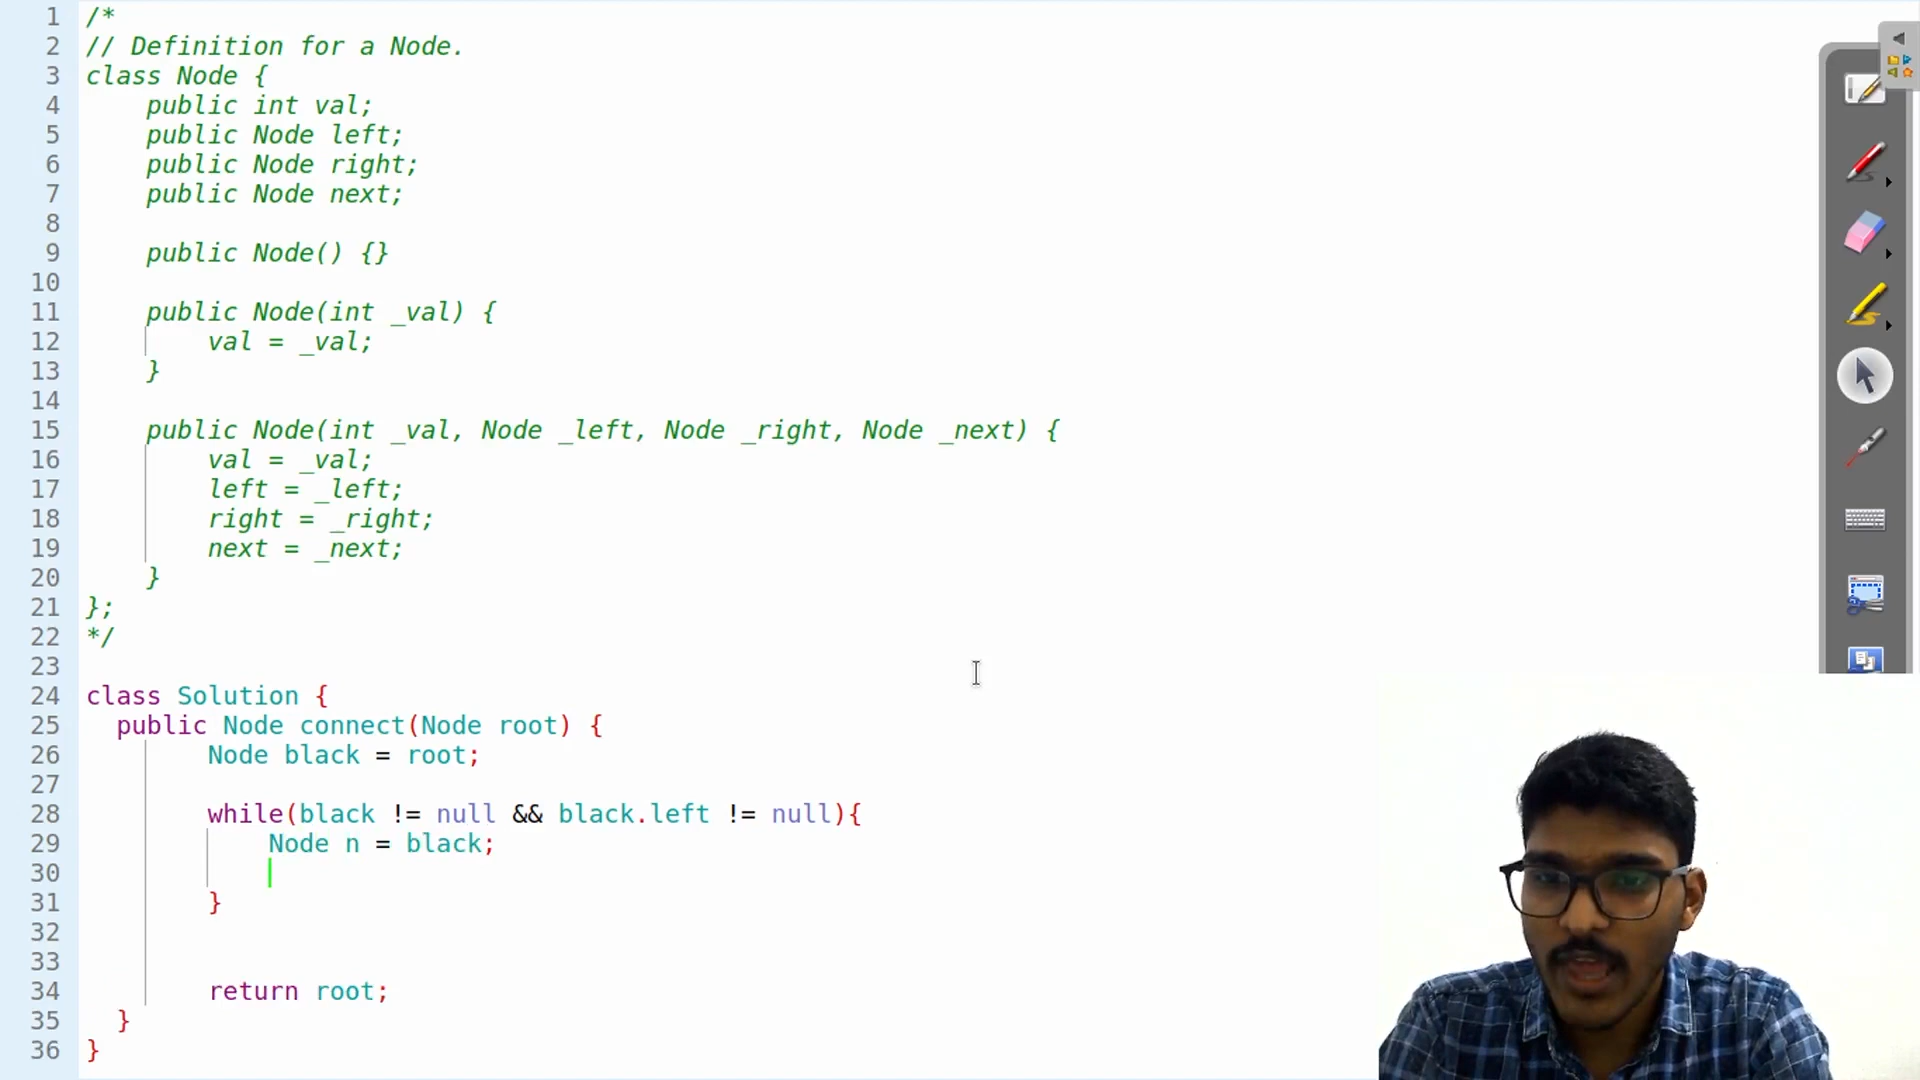 1 /*
2 // Definition for a Node.
3 class Node {
4 public int val;
5 public Node left;
6 public Node right;
7 public Node next;
8
9 public Node() {}
10
11 public Node(int _val) {
12 val = _val;
13 }
14
15 public Node(int _val, Node _left, Node _right, Node _next) {
16 val = _val;
17 left = _left;
18 right = _right;
19 next = _next;
20 }
21 };
22 */
23
24 class Solution {
25 public Node connect(Node root) {
26 Node black = root;
27
28 while(black != null && black.left != null){
29 Node n = black;
30
31 }
32
33
34 return root;
35 }
36 }